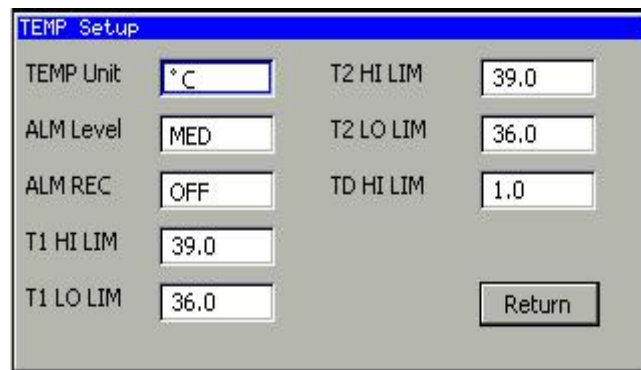 TEMP Setup
TEMP Unit °C
ALM Level MED
ALM REC OFF
T1 HI LIM 39.0
T1 LO LIM 36.0
T2 HI LIM 39.0
T2 LO LIM 36.0
TD HI LIM 1.0
Return